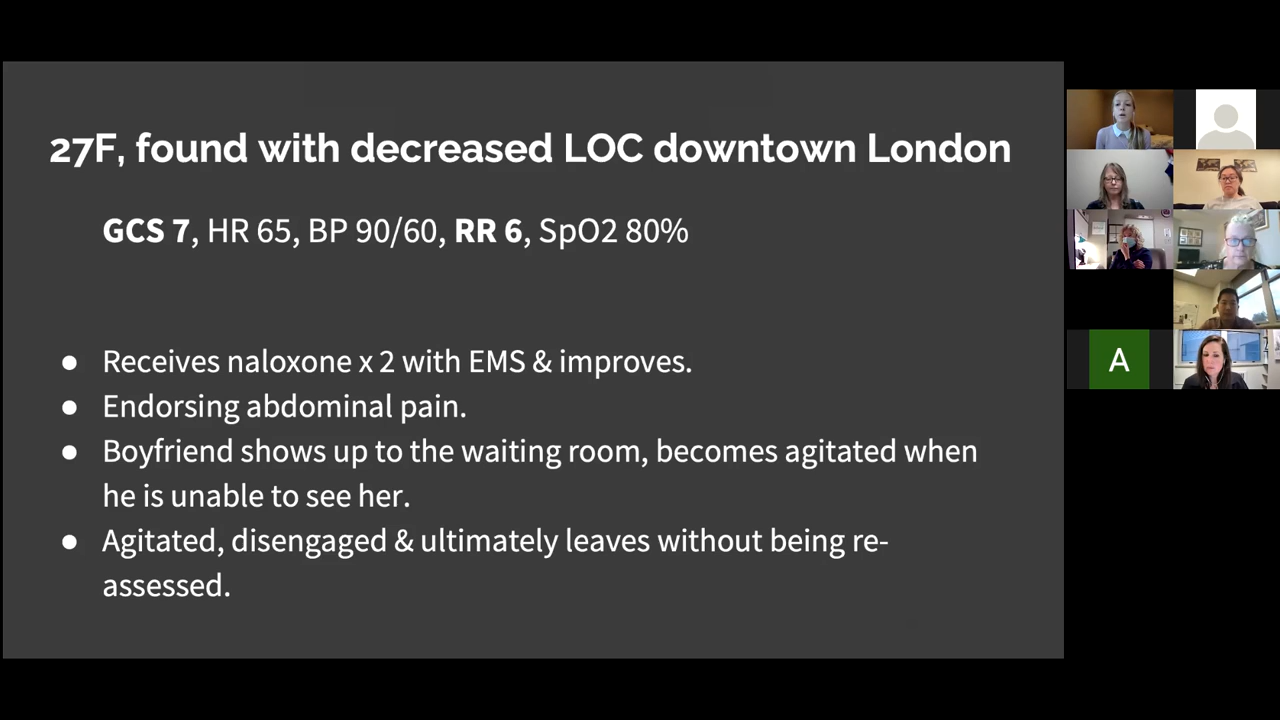 27F, found with decreased LOC downtown London
GCS 7, HR 65, BP 90/60, RR 6, SpO2 80%
● Receives naloxone x 2 with EMS & improves.
● Endorsing abdominal pain.
● Boyfriend shows up to the waiting room, becomes agitated when
he is unable to see her.
● Agitated, disengaged & ultimately leaves without being re-
assessed.
A